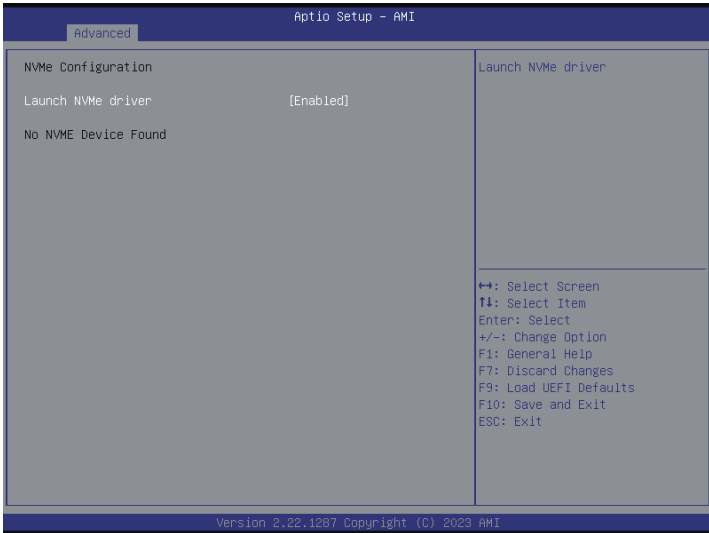 Aptio Setup – AMI
Advanced
NVMe Configuration
Launch NVMe driver [Enabled]
No NVME Device Found
Launch NVMe driver
↔: Select Screen
↑↓: Select Item
Enter: Select
+/-: Change Option
F1: General Help
F7: Discard Changes
F9: Load UEFI Defaults
F10: Save and Exit
ESC: Exit
Version 2.22.1287 Copyright (C) 2023 AMI